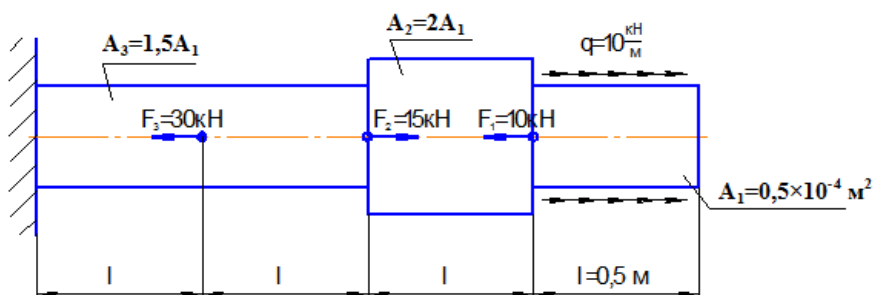 A₃=1,5A₁
A₂=2A₁
q=10 кН/м
F₃=30кН
F₂=15кН
F₁=10кН
A₁=0,5×10⁻⁴ м²
l
l
l
l=0,5 м